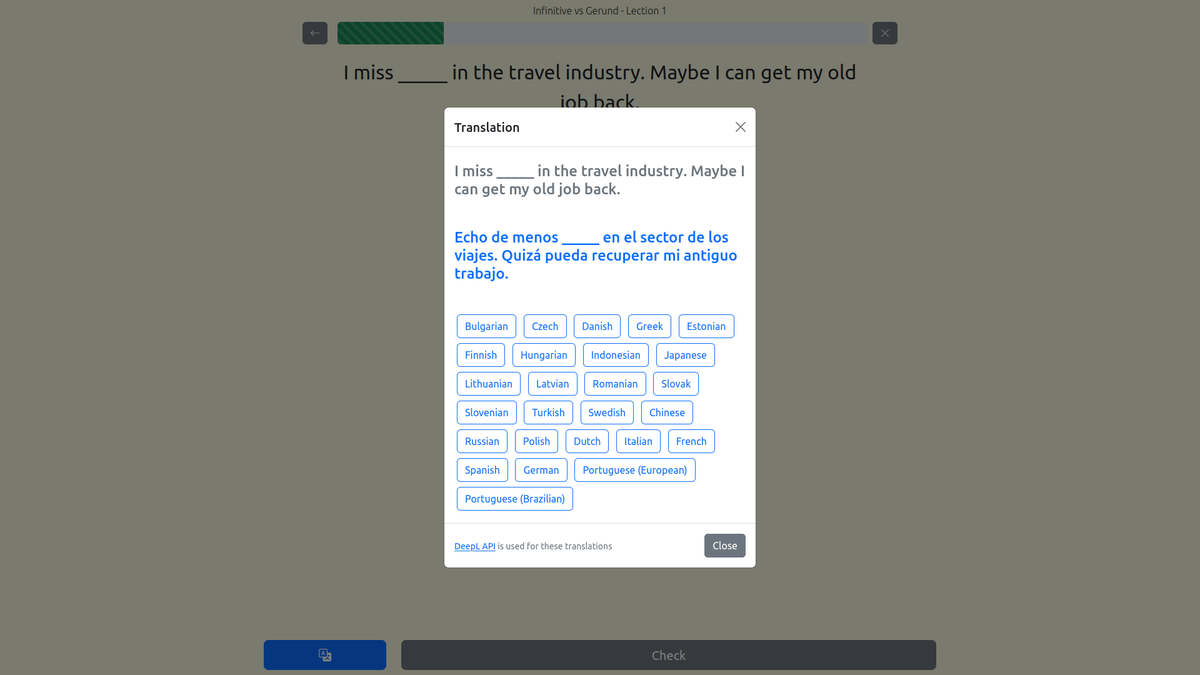 Infinitive vs Gerund - Lection 1
I miss _____ in the travel industry. Maybe I can get my old
job back.
Translation
I miss _____ in the travel industry. Maybe I
can get my old job back.
Echo de menos _____ en el sector de los
viajes. Quizá pueda recuperar mi antiguo
trabajo.
Bulgarian Czech Danish Greek Estonian
Finnish Hungarian Indonesian Japanese
Lithuanian Latvian Romanian Slovak
Slovenian Turkish Swedish Chinese
Russian Polish Dutch Italian French
Spanish German Portuguese (European)
Portuguese (Brazilian)
DeepL API is used for these translations
Close
Check